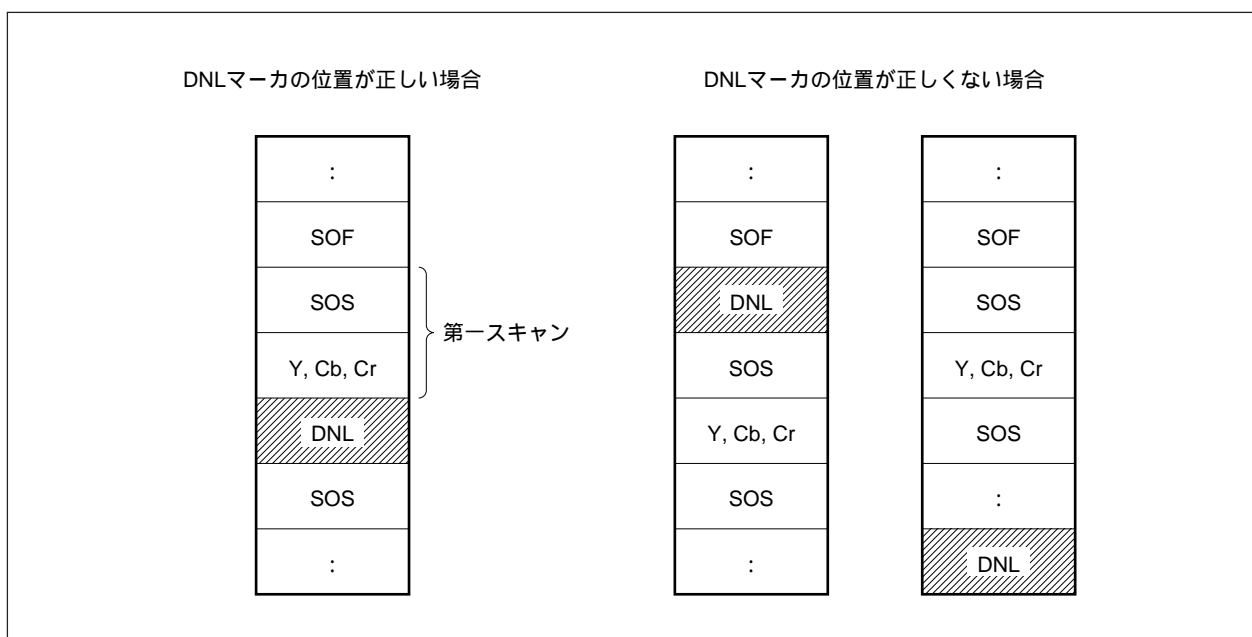 DNLマーカの位置が正しい場合
:
SOF
SOS
Y, Cb, Cr
DNL
SOS
:
第一スキャン
DNLマーカの位置が正しくない場合
:
SOF
DNL
SOS
Y, Cb, Cr
SOS
:
:
SOF
SOS
Y, Cb, Cr
SOS
:
DNL